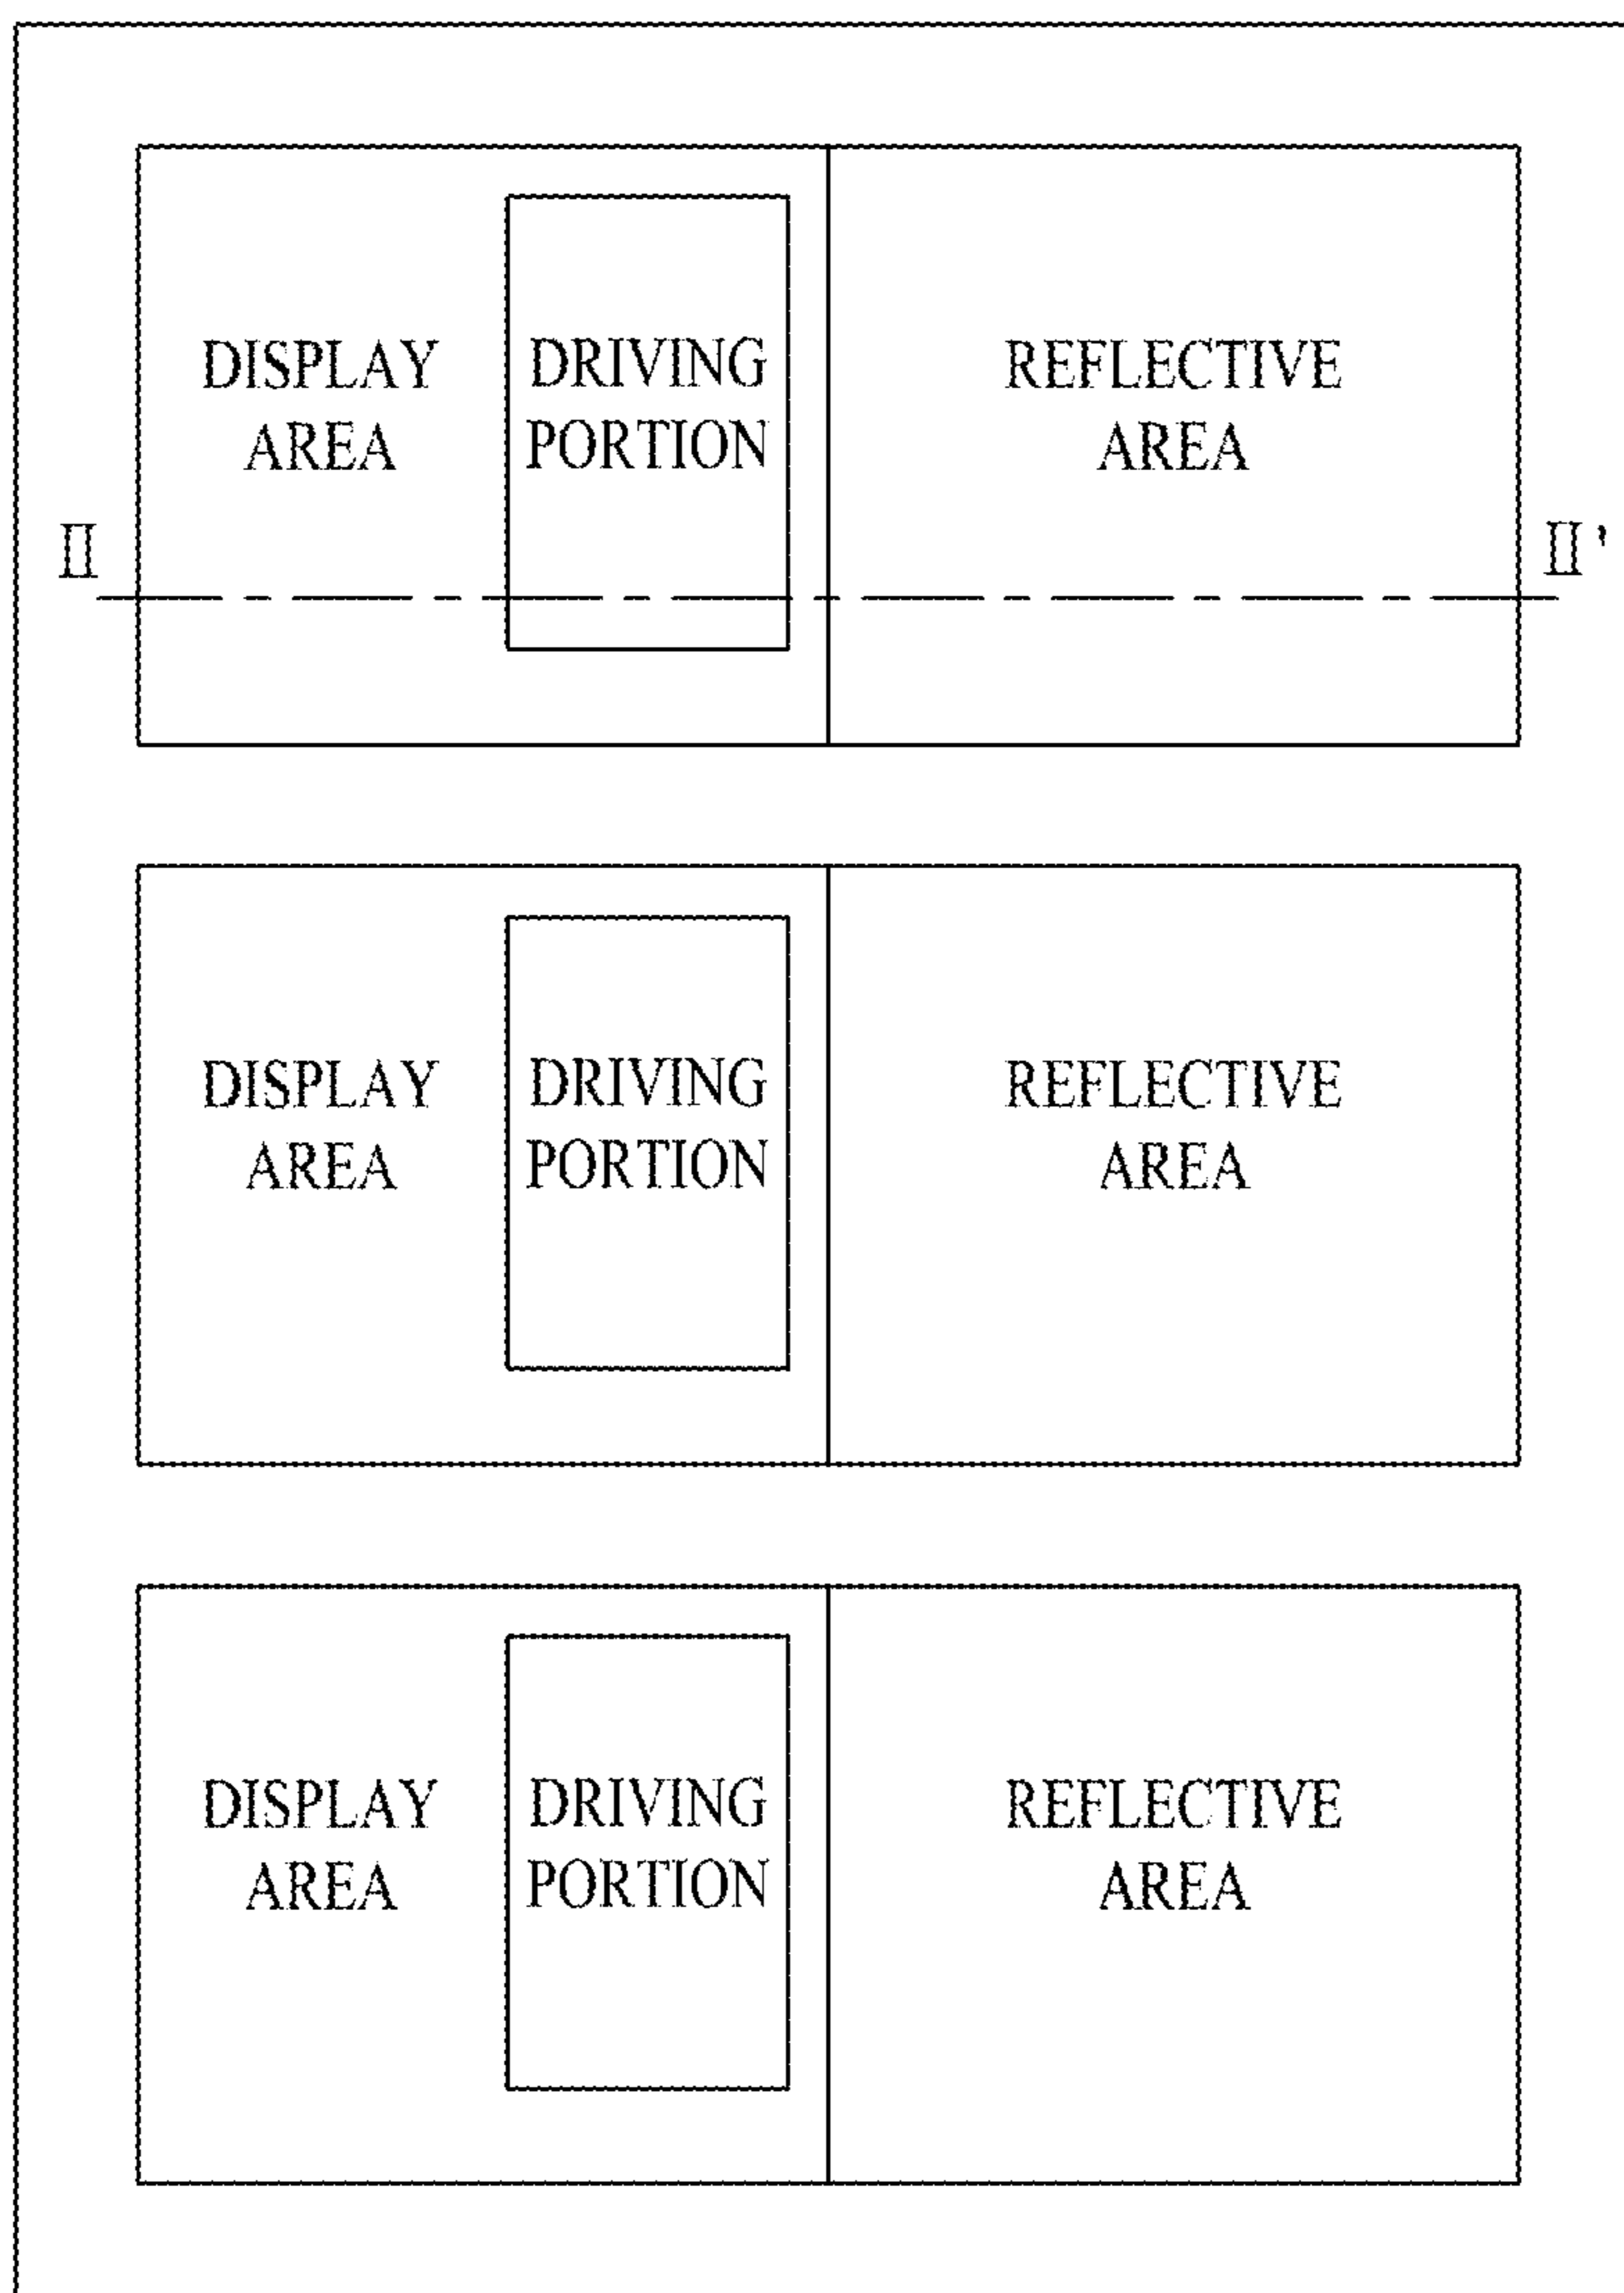 DISPLAY
AREA
DRIVING
PORTION
REFLECTIVE
AREA
II
II'
DISPLAY
AREA
DRIVING
PORTION
REFLECTIVE
AREA
DISPLAY
AREA
DRIVING
PORTION
REFLECTIVE
AREA